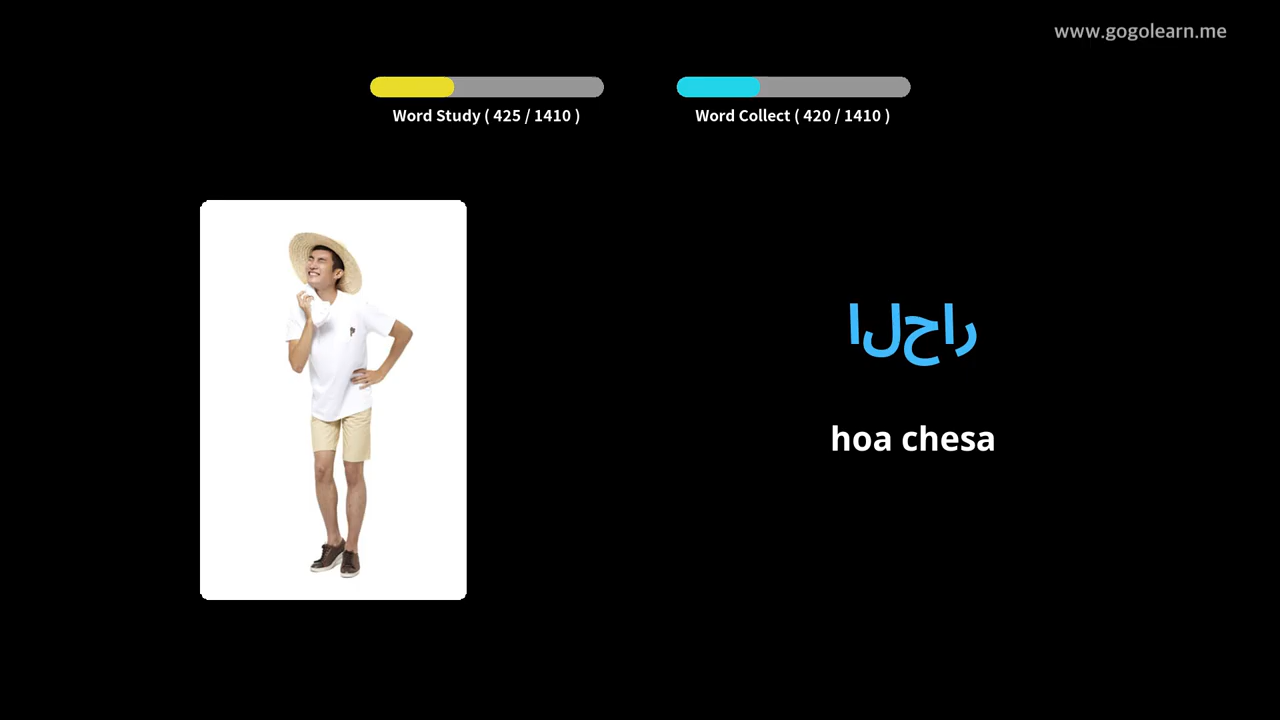 www.gogolearn.me
Word Study ( 425 / 1410 )
Word Collect ( 420 / 1410 )
الحار
hoa chesa